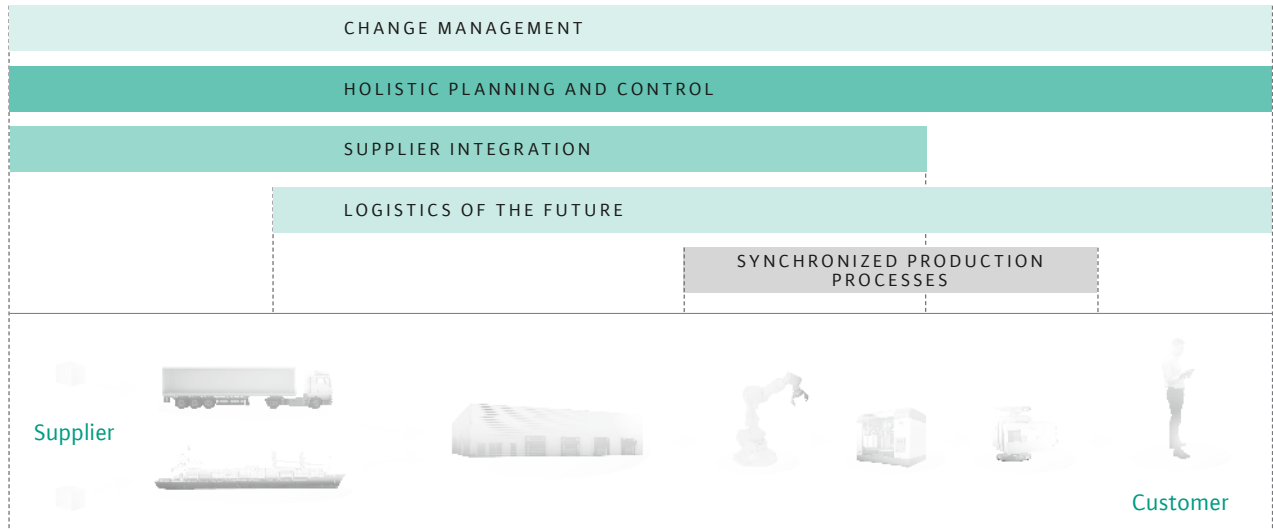 CHANGE MANAGEMENT
HOLISTIC PLANNING AND CONTROL
SUPPLIER INTEGRATION
LOGISTICS OF THE FUTURE
SYNCHRONIZED PRODUCTION
PROCESSES
Supplier
Customer